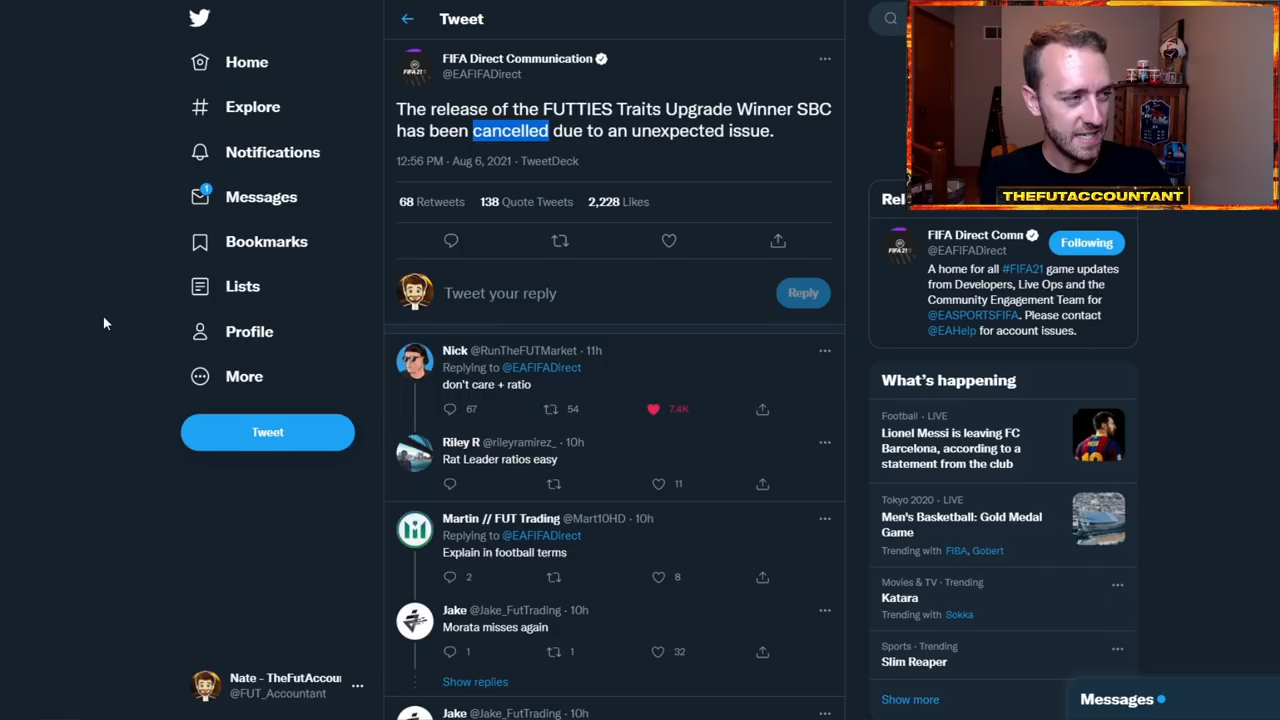 Home
Explore
Notifications
1
Messages
Bookmarks
Lists
Profile
More
Tweet
Nate - TheFutAccou
@FUT_Accountant
Tweet
FIFA Direct Communication
@EAFIFADirect
The release of the FUTTIES Traits Upgrade Winner SBC
has been cancelled due to an unexpected issue.
12:56 PM · Aug 6, 2021 · TweetDeck
68 Retweets 138 Quote Tweets 2,228 Likes
Tweet your reply
Reply
Nick @RunTheFUTMarket · 11h
Replying to @EAFIFADirect
don't care + ratio
67 54 7.4K
Riley R @rileyramirez_ · 10h
Rat Leader ratios easy
11
Martin // FUT Trading @Mart10HD · 10h
Replying to @EAFIFADirect
Explain in football terms
2 8
Jake @Jake_FutTrading · 10h
Morata misses again
1 1 32
Show replies
Jake @Jake_FutTrading · 10h
THEFUTACCOUNTANT
Rel
FIFA Direct Comm
@EAFIFADirect
Following
A home for all #FIFA21 game updates
from Developers, Live Ops and the
Community Engagement Team for
@EASPORTSFIFA. Please contact
@EAHelp for account issues.
What's happening
Football · LIVE
Lionel Messi is leaving FC
Barcelona, according to a
statement from the club
Tokyo 2020 · LIVE
Men's Basketball: Gold Medal
Game
Trending with FIBA, Gobert
Movies & TV · Trending
Katara
Trending with Sokka
Sports · Trending
Slim Reaper
Show more
Messages